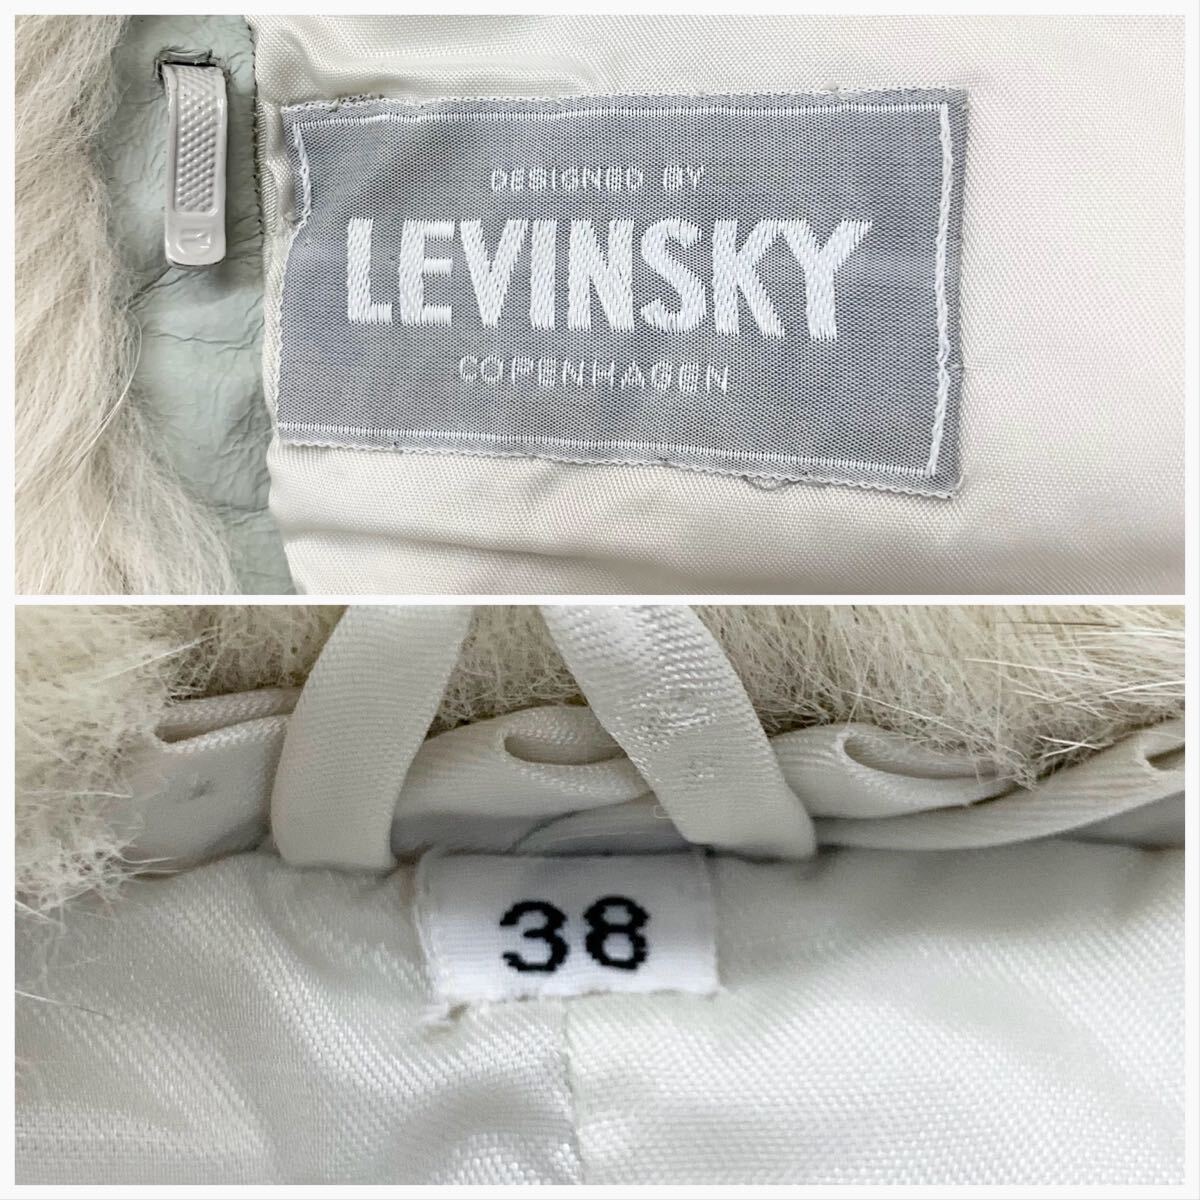 DESIGNED BY
LEVINSKY
COPENHAGEN
38